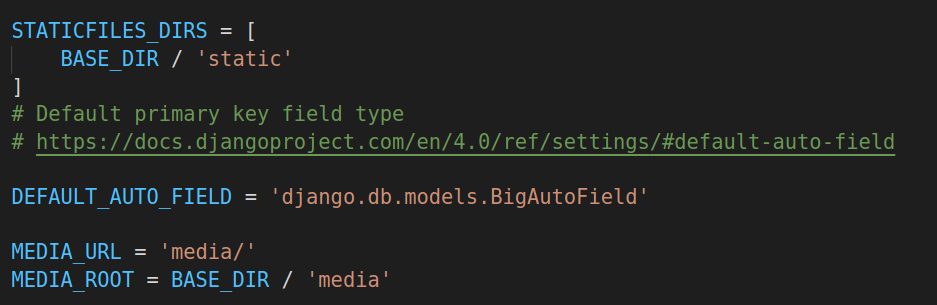 STATICFILES_DIRS = [
    BASE_DIR / 'static'
]
# Default primary key field type
# https://docs.djangoproject.com/en/4.0/ref/settings/#default-auto-field
DEFAULT_AUTO_FIELD = 'django.db.models.BigAutoField'
MEDIA_URL = 'media/'
MEDIA_ROOT = BASE_DIR / 'media'